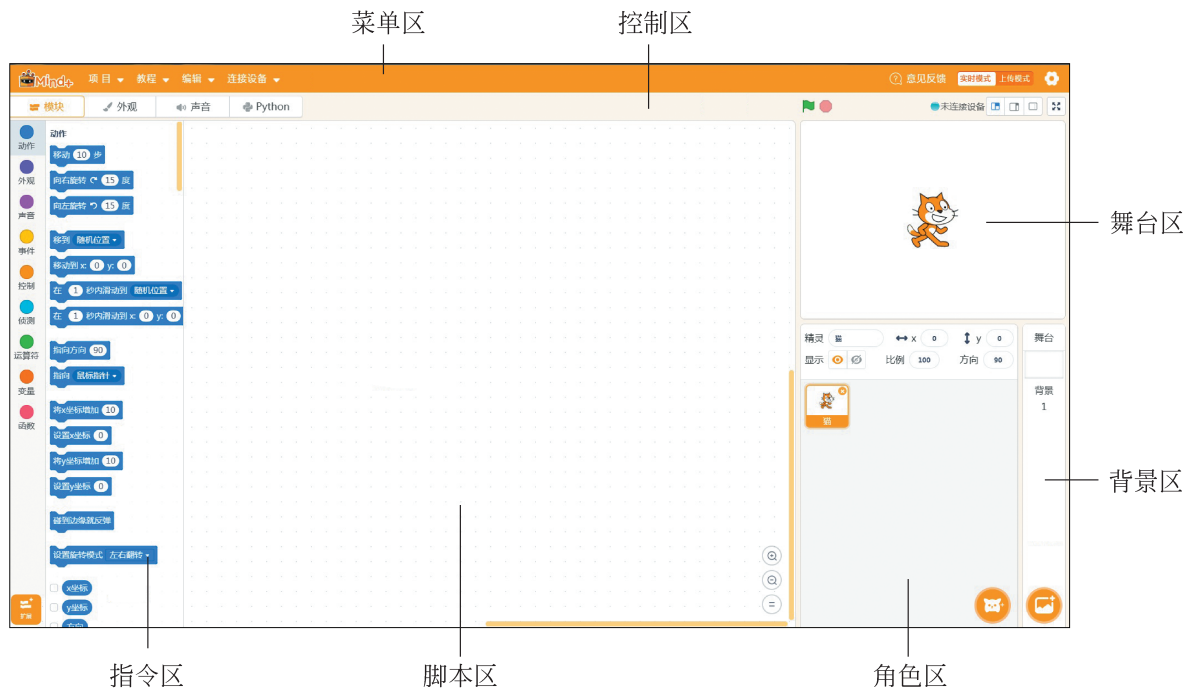 菜单区 控制区
Mind+ 项目 教程 编辑 连接设备 意见反馈 实时模式 上传模式
模块 外观 声音 Python 未连接设备
动作
外观
声音
事件
控制
侦测
运算符
变量
函数
扩展
动作
移动 10 步
向右旋转 15 度
向左旋转 15 度
移到 随机位置
移动到 x: 0 y: 0
在 1 秒内滑动到 随机位置
在 1 秒内滑动到 x: 0 y: 0
指向方向 90
指向 鼠标指针
将x坐标增加 10
设置x坐标 0
将y坐标增加 10
设置y坐标 0
碰到边缘就反弹
设置旋转模式 左右翻转
x坐标
y坐标
方向
舞台区
精灵 猫 x 0 y 0
显示 比例 100 方向 90
猫
舞台
背景
1
背景区
指令区 脚本区 角色区